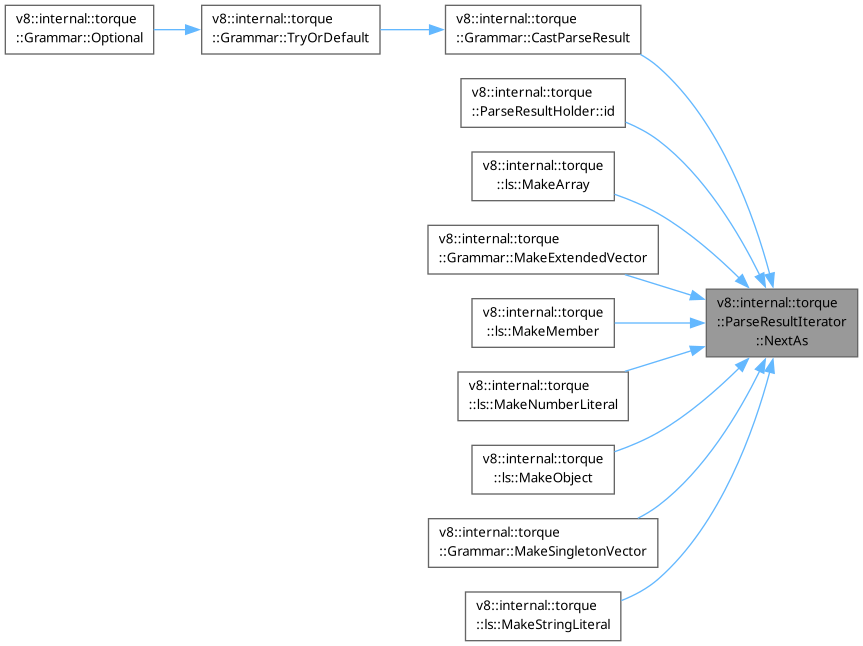 v8::internal::torque
::Grammar::Optional
v8::internal::torque
::Grammar::TryOrDefault
v8::internal::torque
::Grammar::CastParseResult
v8::internal::torque
::ParseResultHolder::id
v8::internal::torque
::ls::MakeArray
v8::internal::torque
::Grammar::MakeExtendedVector
v8::internal::torque
::ls::MakeMember
v8::internal::torque
::ParseResultIterator
::NextAs
v8::internal::torque
::ls::MakeNumberLiteral
v8::internal::torque
::ls::MakeObject
v8::internal::torque
::Grammar::MakeSingletonVector
v8::internal::torque
::ls::MakeStringLiteral